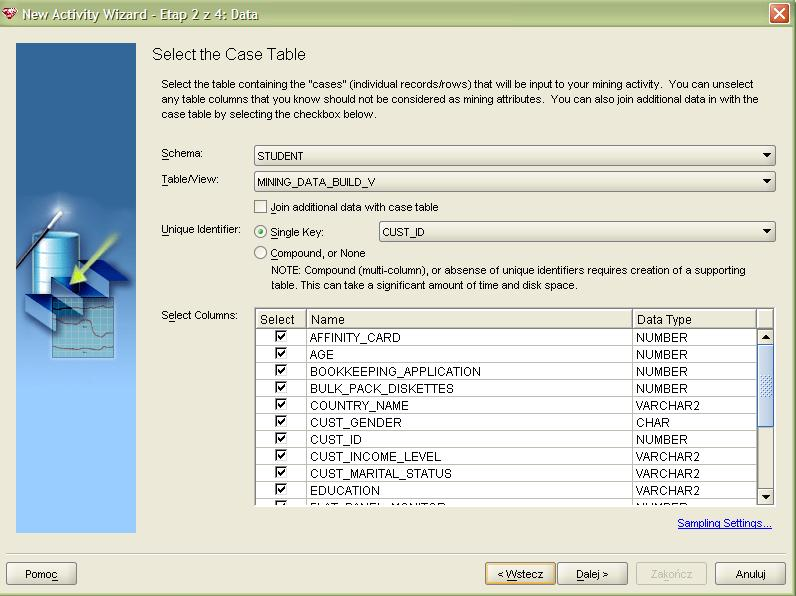 New Activity Wizard - Etap 2 z 4: Data
Select the Case Table
Select the table containing the "cases" (individual records/rows) that will be input to your mining activity. You can unselect
any table columns that you know should not be considered as mining attributes. You can also join additional data in with the
case table by selecting the checkbox below.
Schema: STUDENT
Table/View: MINING_DATA_BUILD_V
Join additional data with case table
Unique Identifier: Single Key: CUST_ID
Compound, or None
NOTE: Compound (multi-column), or absense of unique identifiers requires creation of a supporting
table. This can take a significant amount of time and disk space.
Select Columns: Select Name Data Type
AFFINITY_CARD NUMBER
AGE NUMBER
BOOKKEEPING_APPLICATION NUMBER
BULK_PACK_DISKETTES NUMBER
COUNTRY_NAME VARCHAR2
CUST_GENDER CHAR
CUST_ID NUMBER
CUST_INCOME_LEVEL VARCHAR2
CUST_MARITAL_STATUS VARCHAR2
EDUCATION VARCHAR2
Sampling Settings...
Pomoc < Wstecz Dalej > Zakończ Anuluj